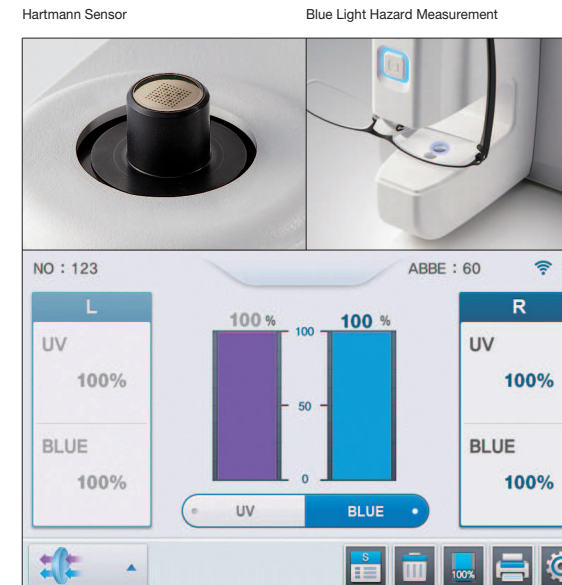 Hartmann Sensor
Blue Light Hazard Measurement
NO : 123
ABBE : 60
L
UV
100%
BLUE
100%
100 %
100 %
100
50
0
UV
BLUE
R
UV
100%
BLUE
100%
S
100%